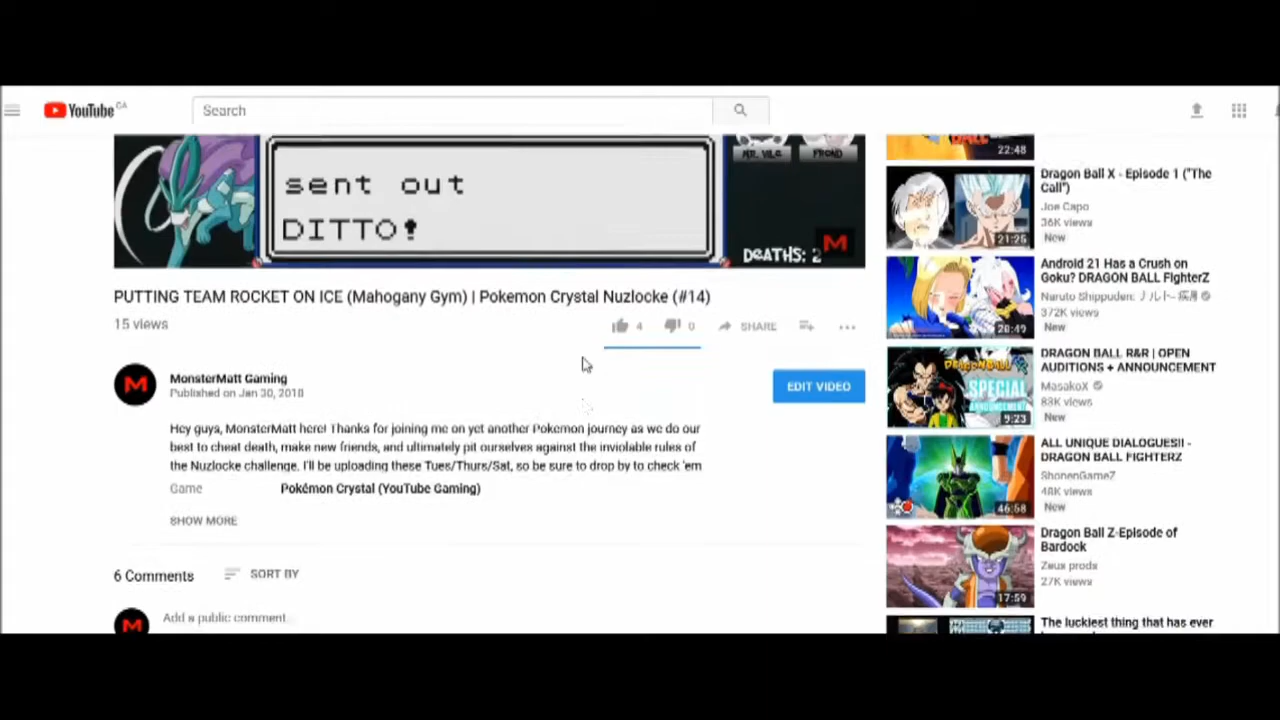 YouTube CA
Search
sent out
DITTO!
MR. VILE
FROND
DEATHS: 2
M
PUTTING TEAM ROCKET ON ICE (Mahogany Gym) | Pokemon Crystal Nuzlocke (#14)
15 views
4
0
SHARE
M
MonsterMatt Gaming
Published on Jan 30, 2018
EDIT VIDEO
Hey guys, MonsterMatt here! Thanks for joining me on yet another Pokemon journey as we do our
best to cheat death, make new friends, and ultimately pit ourselves against the inviolable rules of
the Nuzlocke challenge. I'll be uploading these Tues/Thurs/Sat, so be sure to drop by to check 'em
Game
Pokémon Crystal (YouTube Gaming)
SHOW MORE
6 Comments
SORT BY
M
Add a public comment...
22:48
Dragon Ball X - Episode 1 ("The
Call")
Joe Capo
36K views
New
21:25
Android 21 Has a Crush on
Goku? DRAGON BALL FighterZ
Naruto Shippuden:
372K views
New
20:49
DRAGON BALL R&R | OPEN
AUDITIONS + ANNOUNCEMENT
MasakoX
83K views
New
SPECIAL
ANNOUNCEMENT
9:23
ALL UNIQUE DIALOGUES!! -
DRAGON BALL FIGHTERZ
ShonenGameZ
48K views
New
46:58
Dragon Ball Z-Episode of
Bardock
Zeux prods
27K views
17:59
The luckiest thing that has ever